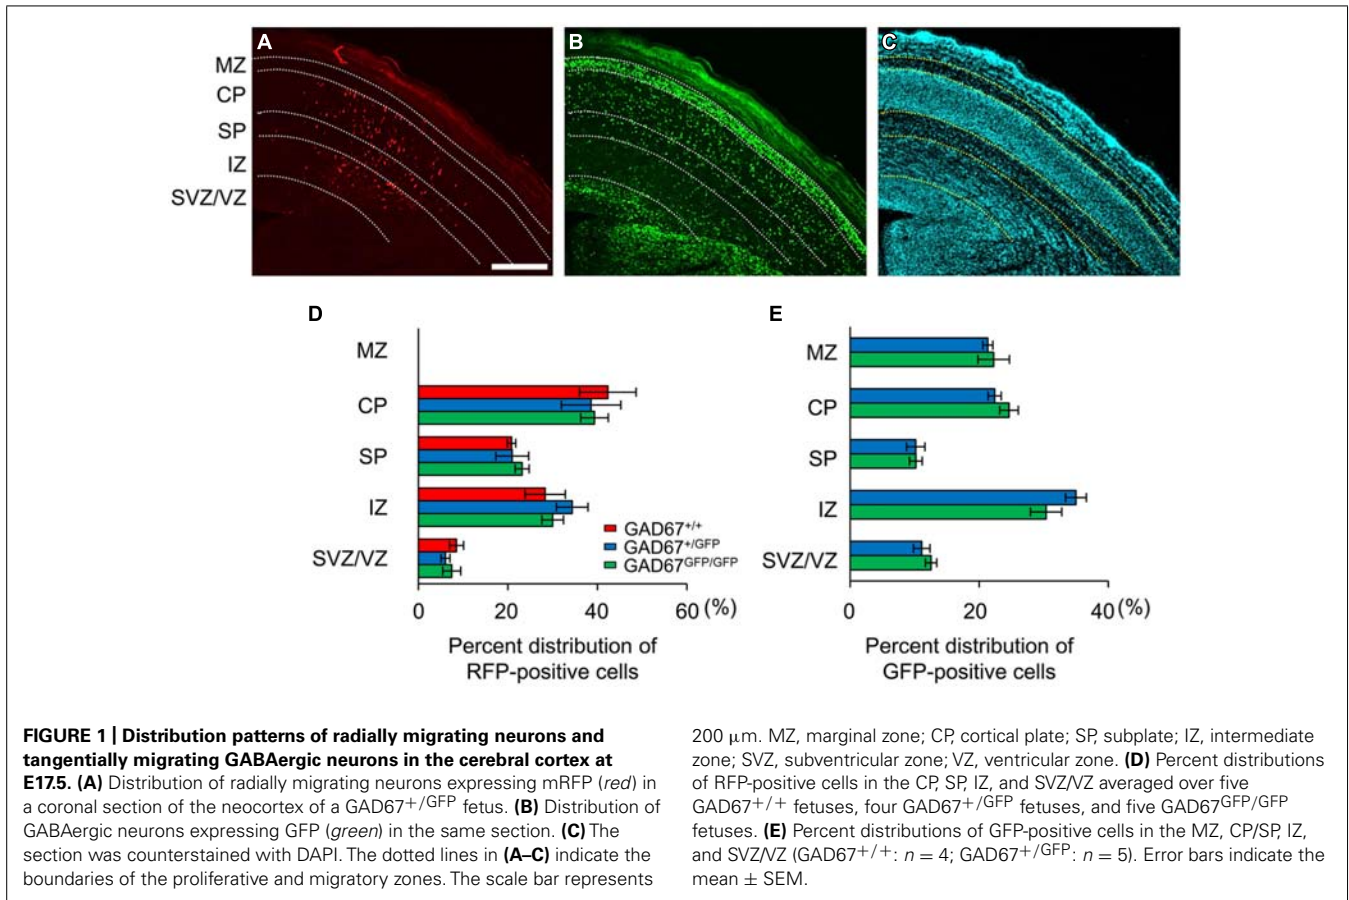 A
B
C
MZ
CP
SP
IZ
SVZ/VZ
D
MZ
CP
SP
IZ
SVZ/VZ
GAD67+/+
GAD67+/GFP
GAD67GFP/GFP
0 20 40 60 (%)
Percent distribution of
RFP-positive cells
E
MZ
CP
SP
IZ
SVZ/VZ
0 20 40 (%)
Percent distribution of
GFP-positive cells
FIGURE 1 | Distribution patterns of radially migrating neurons and
tangentially migrating GABAergic neurons in the cerebral cortex at
E17.5. (A) Distribution of radially migrating neurons expressing mRFP (red) in
a coronal section of the neocortex of a GAD67+/GFP fetus. (B) Distribution of
GABAergic neurons expressing GFP (green) in the same section. (C) The
section was counterstained with DAPI. The dotted lines in (A–C) indicate the
boundaries of the proliferative and migratory zones. The scale bar represents
200 μm. MZ, marginal zone; CP, cortical plate; SP, subplate; IZ, intermediate
zone; SVZ, subventricular zone; VZ, ventricular zone. (D) Percent distributions
of RFP-positive cells in the CP, SP, IZ, and SVZ/VZ averaged over five
GAD67+/+ fetuses, four GAD67+/GFP fetuses, and five GAD67GFP/GFP
fetuses. (E) Percent distributions of GFP-positive cells in the MZ, CP/SP, IZ,
and SVZ/VZ (GAD67+/+: n = 4; GAD67+/GFP: n = 5). Error bars indicate the
mean ± SEM.